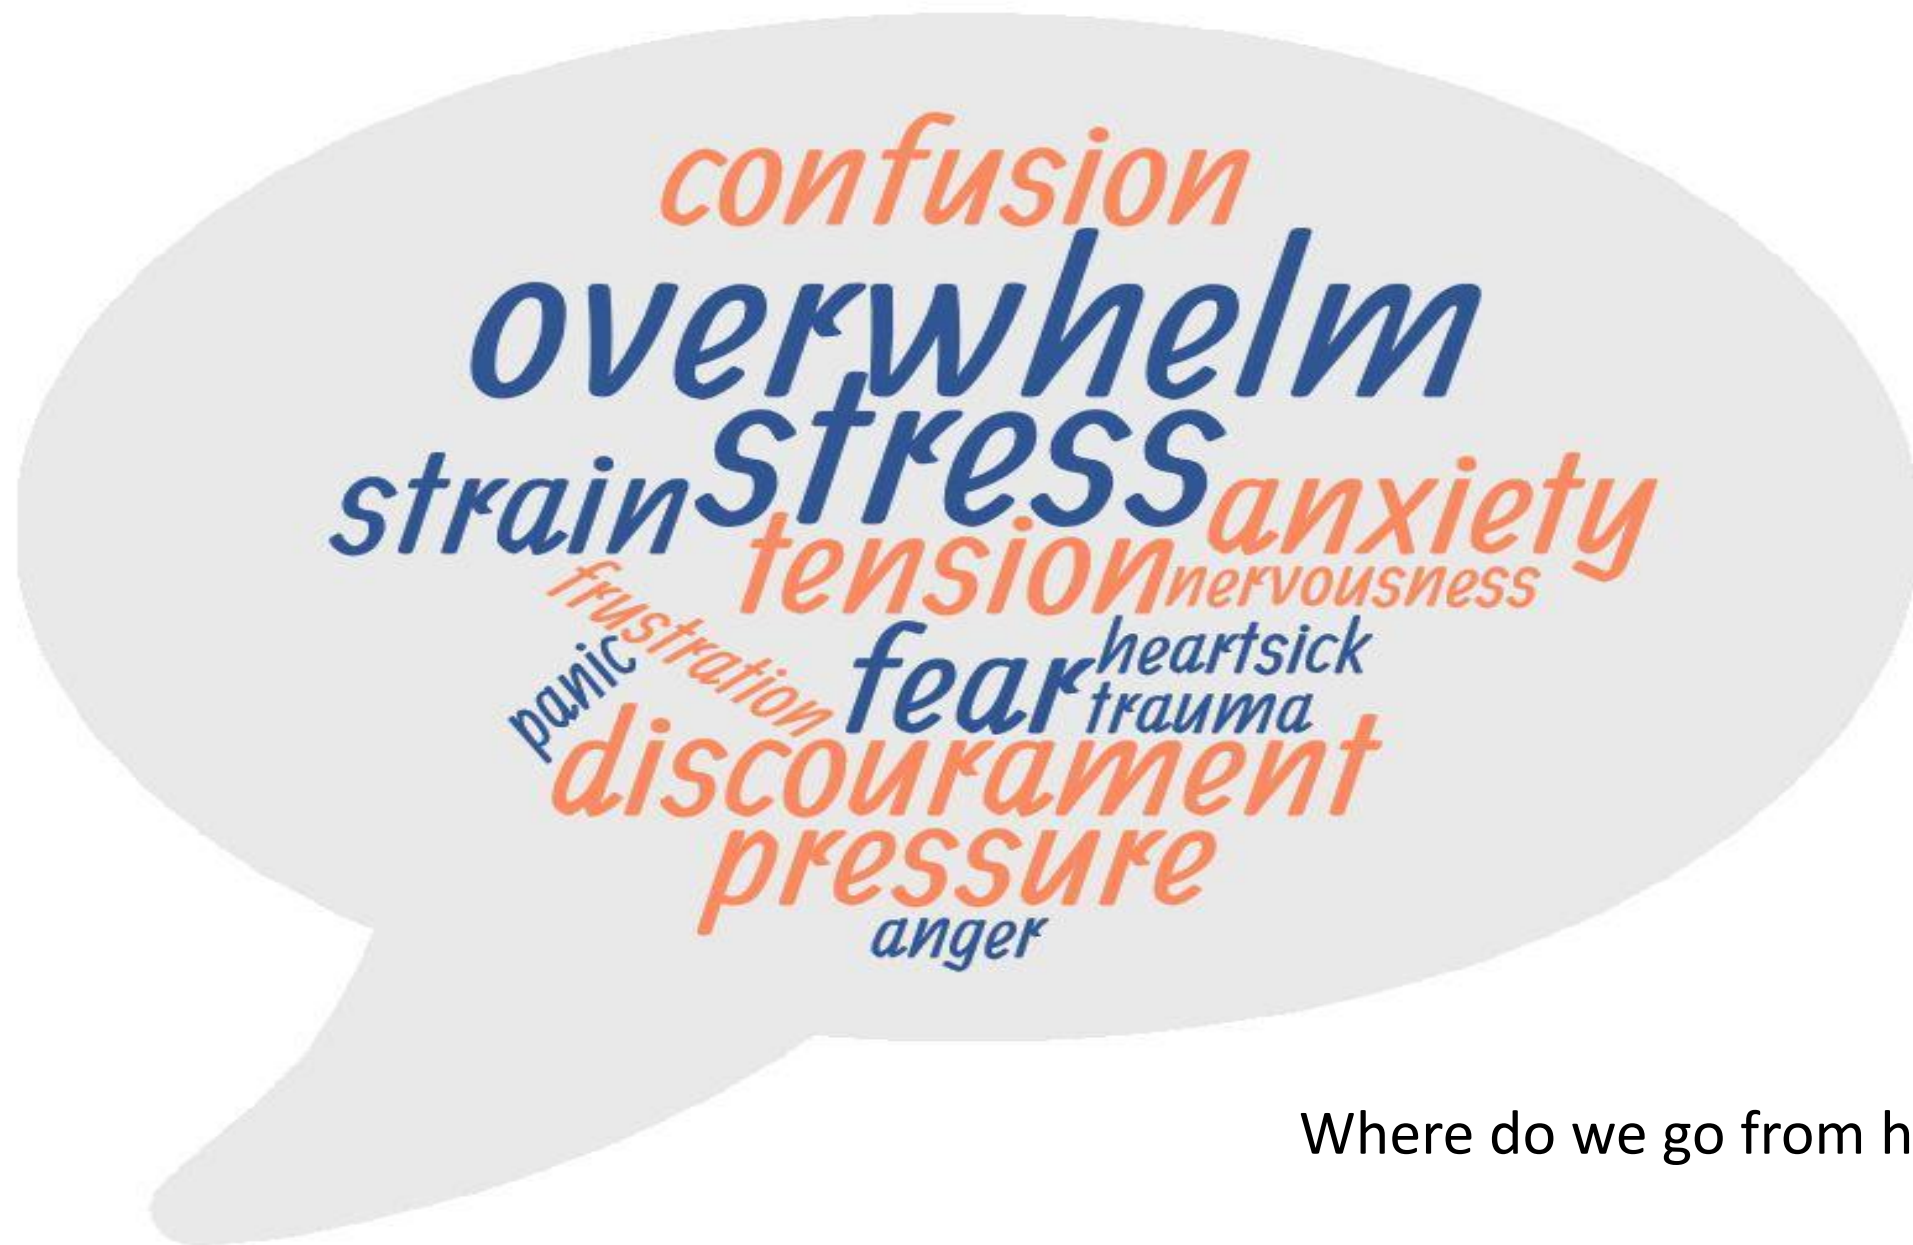 confusion
overwhelm
stress
strain
anxiety
tension
nervousness
frustration
panic
fear
heartsick
trauma
discourament
pressure
anger
Where do we go from h